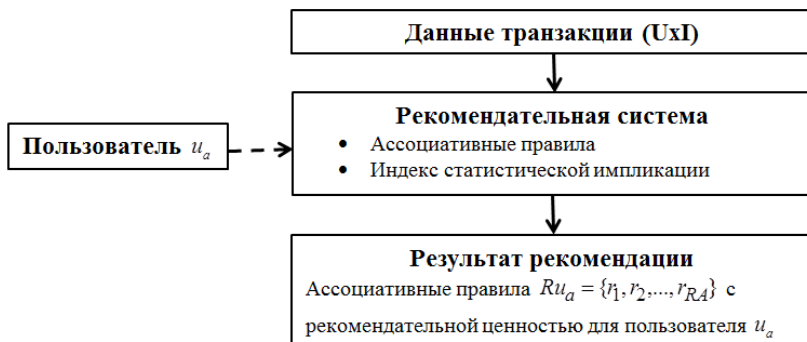 Данные транзакции (UxI)
Рекомендательная система
• Ассоциативные правила
• Индекс статистической импликации
Пользователь u_a
Результат рекомендации
Ассоциативные правила Ru_a = {r_1, r_2,..., r_RA} с
рекомендательной ценностью для пользователя u_a